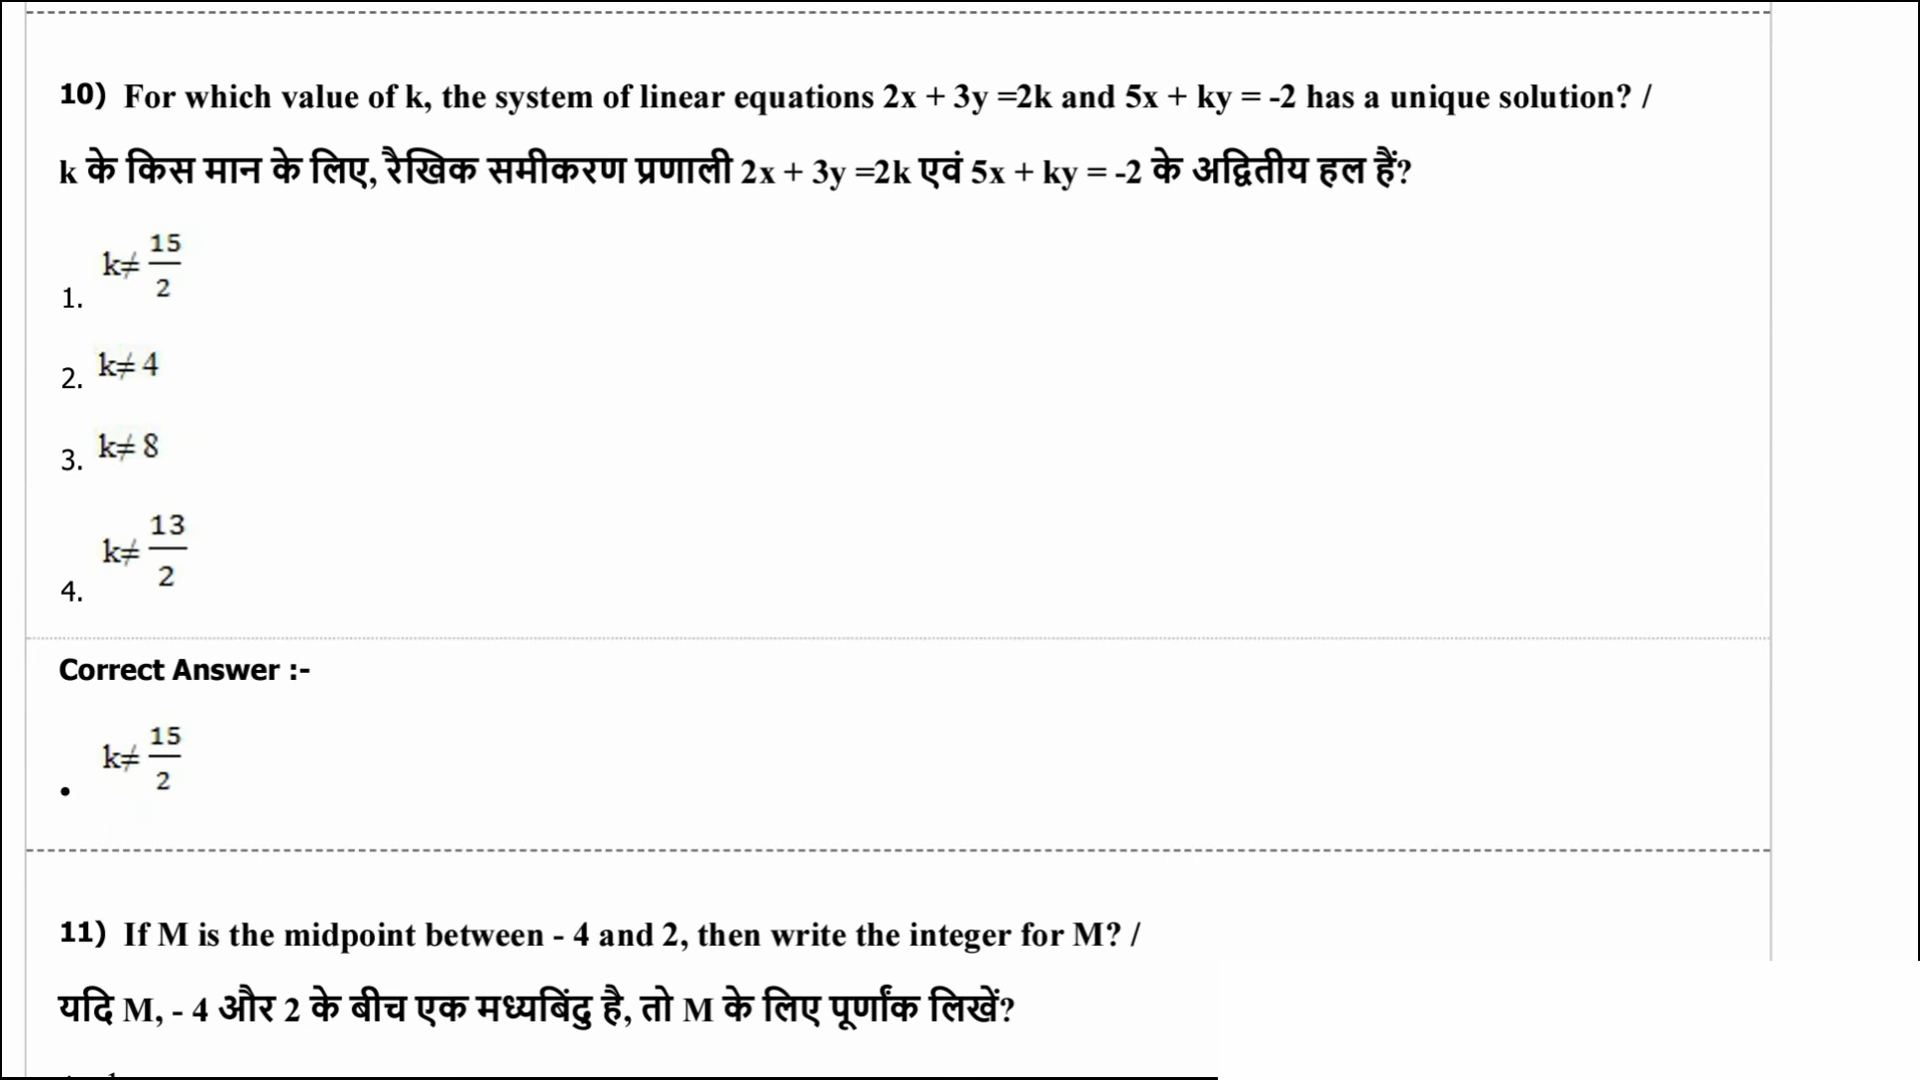 10) For which value of k, the system of linear equations 2x + 3y =2k and 5x + ky = -2 has a unique solution? /
k के किस मान के लिए, रैखिक समीकरण प्रणाली 2x + 3y =2k एवं 5x + ky = -2 के अद्वितीय हल हैं?
1. k≠ 15/2
2. k≠ 4
3. k≠ 8
4. k≠ 13/2
Correct Answer :-
• k≠ 15/2
11) If M is the midpoint between - 4 and 2, then write the integer for M? /
यदि M, - 4 और 2 के बीच एक मध्यबिंदु है, तो M के लिए पूर्णांक लिखें?